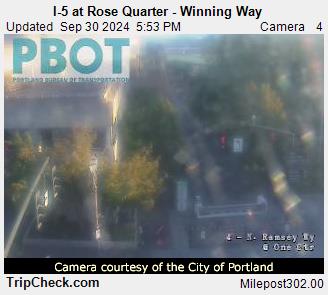 I-5 at Rose Quarter - Winning Way
Updated Sep 30 2024 5:53 PM Camera 4
PBOT
PORTLAND BUREAU OF TRANSPORTATION
4 - N. Ramsey Wy
@ One Ctr
Camera courtesy of the City of Portland
TripCheck.com Milepost302.00